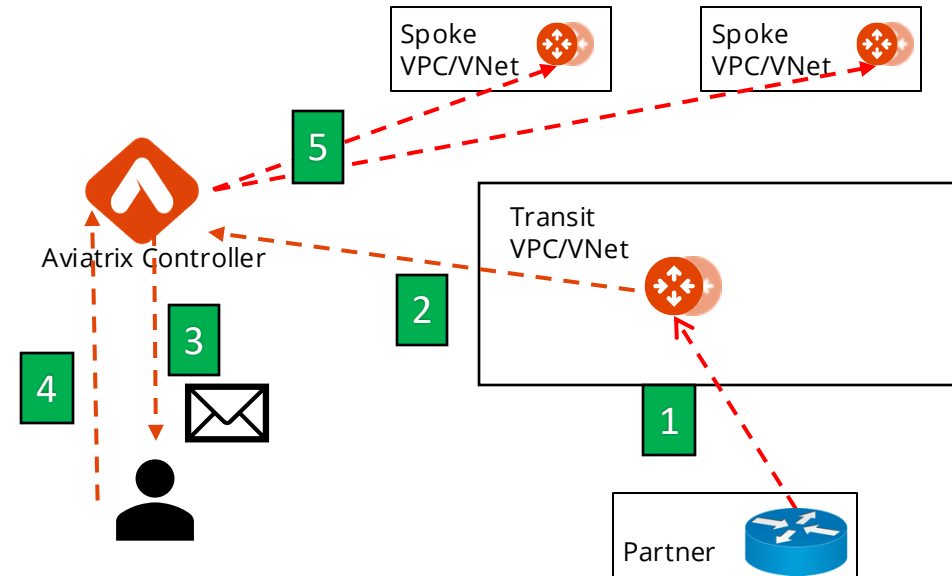 Spoke
VPC/VNet
Spoke
VPC/VNet
5
Transit
VPC/VNet
Aviatrix Controller
2
3
4
1
Partner